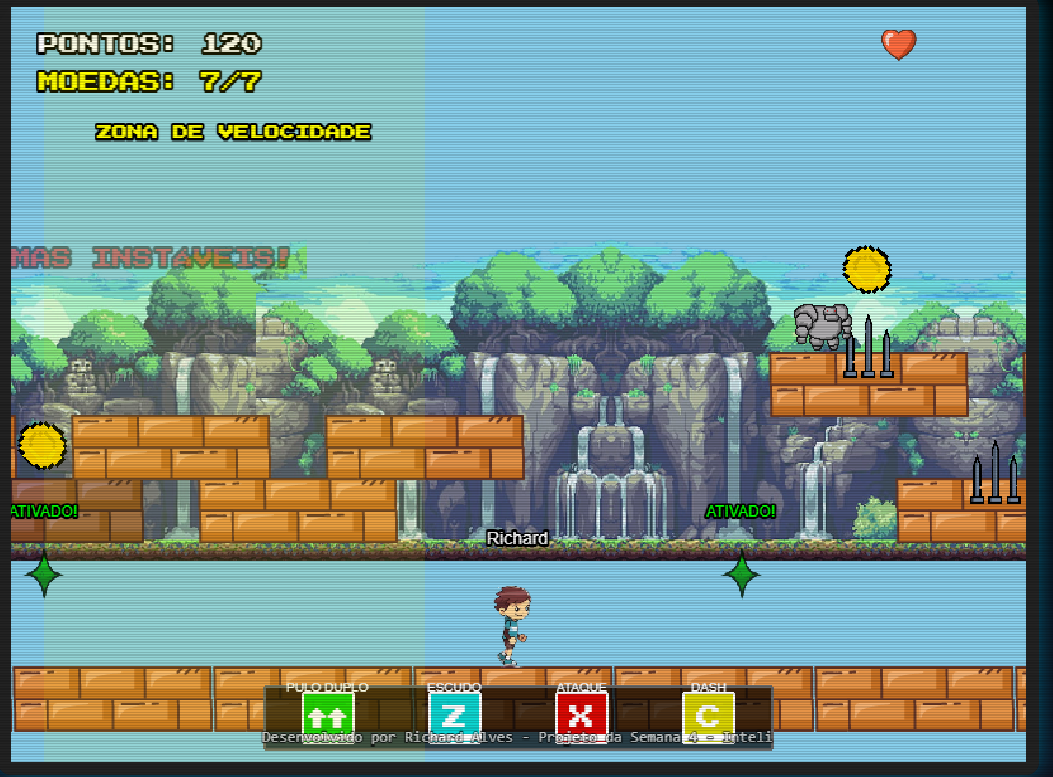 PONTOS: 120
MOEDAS: 7/7
ZONA DE VELOCIDADE
MAS INSTÁVEIS!
ATIVADO!
ATIVADO!
Richard
PULO DUPLO
ESCUDO
ATAQUE
DASH
Z
X
C
Desenvolvido por Richard Alves - Projeto da Semana 4 - Inteli